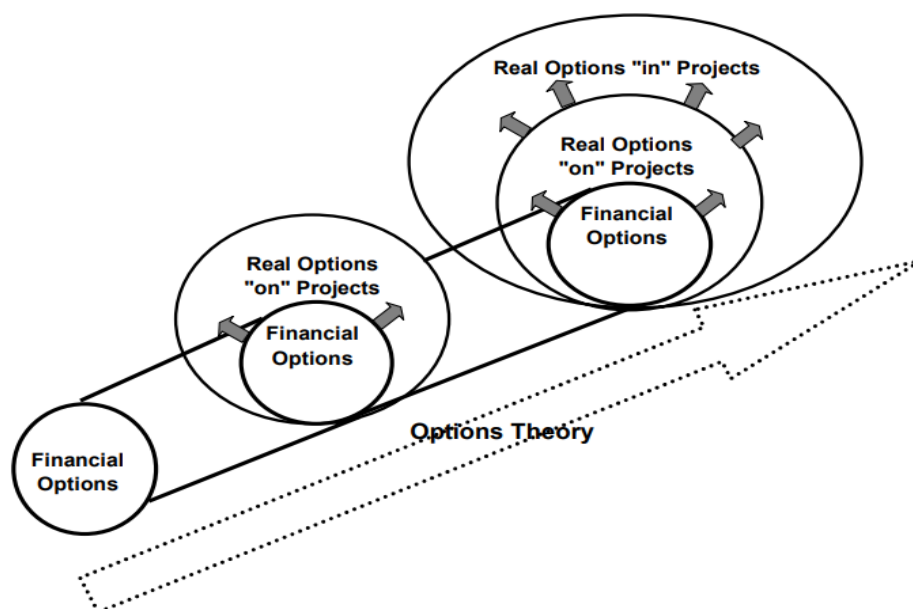 Real Options "in" Projects
Real Options
"on" Projects
Financial
Options
Real Options
"on" Projects
Financial
Options
Options Theory
Financial
Options